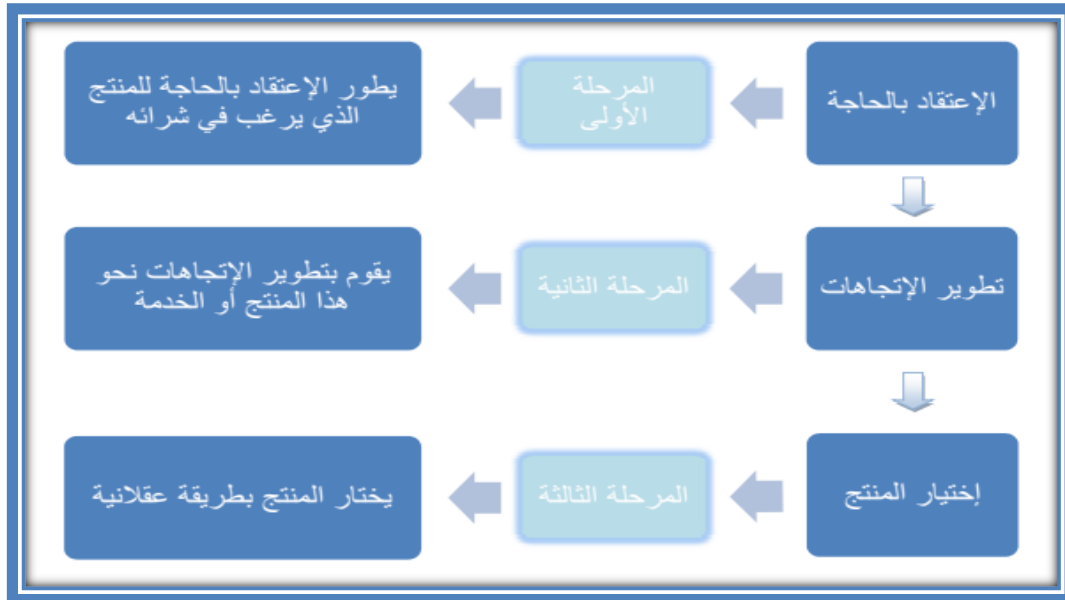 الإعتقاد بالحاجة
المرحلة
الأولى
يطور الإعتقاد بالحاجة للمنتج
الذي يرغب في شرائه
تطوير الإتجاهات
المرحلة الثانية
يقوم بتطوير الإتجاهات نحو
هذا المنتج أو الخدمة
إختيار المنتج
المرحلة الثالثة
يختار المنتج بطريقة عقلانية